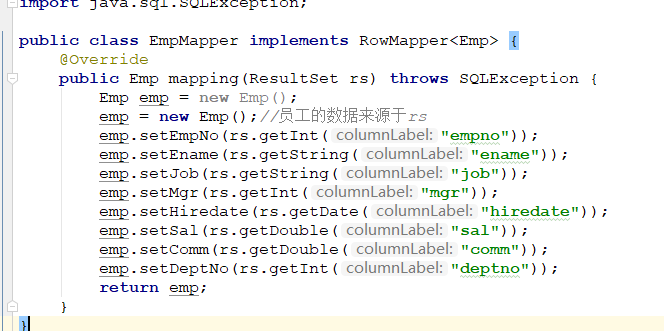 import java.sql.SQLException;
public class EmpMapper implements RowMapper<Emp> {
@Override
public Emp mapping(ResultSet rs) throws SQLException {
Emp emp = new Emp();
emp = new Emp();//员工的数据来源于rs
emp.setEmpNo(rs.getInt( columnLabel: "empno"));
emp.setEname(rs.getString( columnLabel: "ename"));
emp.setJob(rs.getString( columnLabel: "job"));
emp.setMgr(rs.getInt( columnLabel: "mgr"));
emp.setHiredate(rs.getDate( columnLabel: "hiredate"));
emp.setSal(rs.getDouble( columnLabel: "sal"));
emp.setComm(rs.getDouble( columnLabel: "comm"));
emp.setDeptNo(rs.getInt( columnLabel: "deptno"));
return emp;
}
}